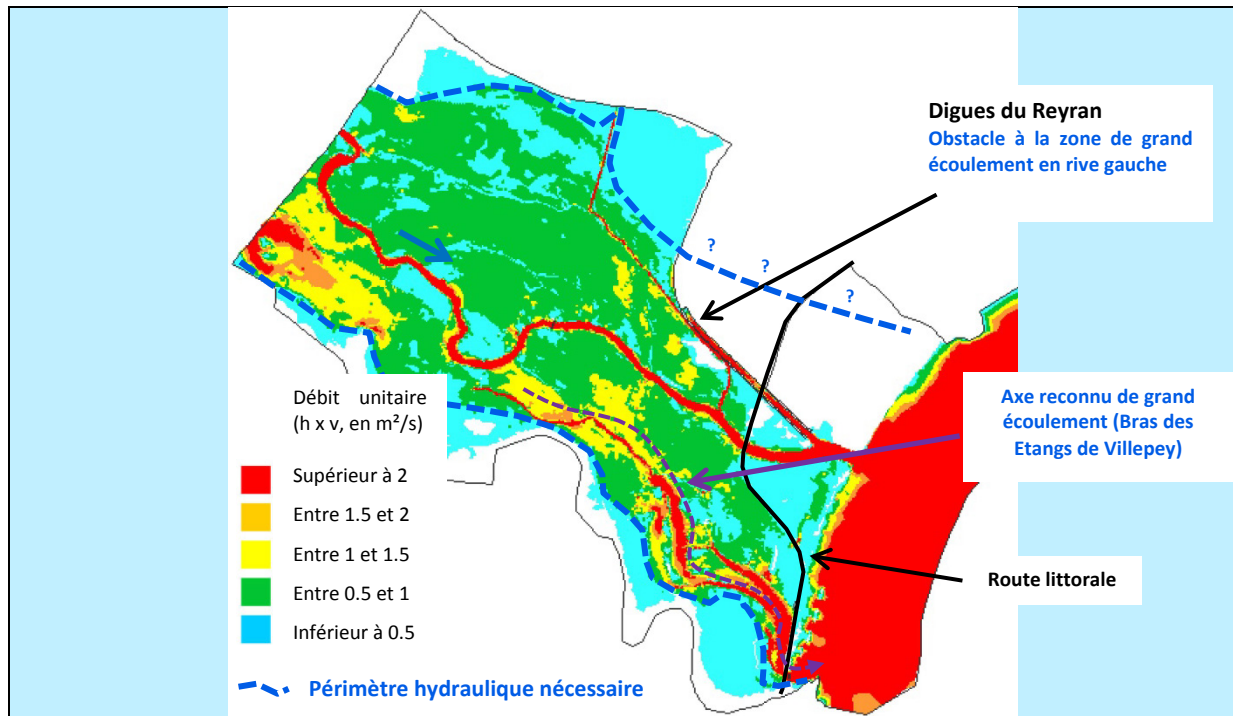 Digues du Reyran
Obstacle à la zone de grand
écoulement en rive gauche
?
?
?
Débit unitaire
(h x v, en m²/s)
Supérieur à 2
Entre 1.5 et 2
Entre 1 et 1.5
Entre 0.5 et 1
Inférieur à 0.5
Périmètre hydraulique nécessaire
Axe reconnu de grand
écoulement (Bras des
Etangs de Villepey)
Route littorale